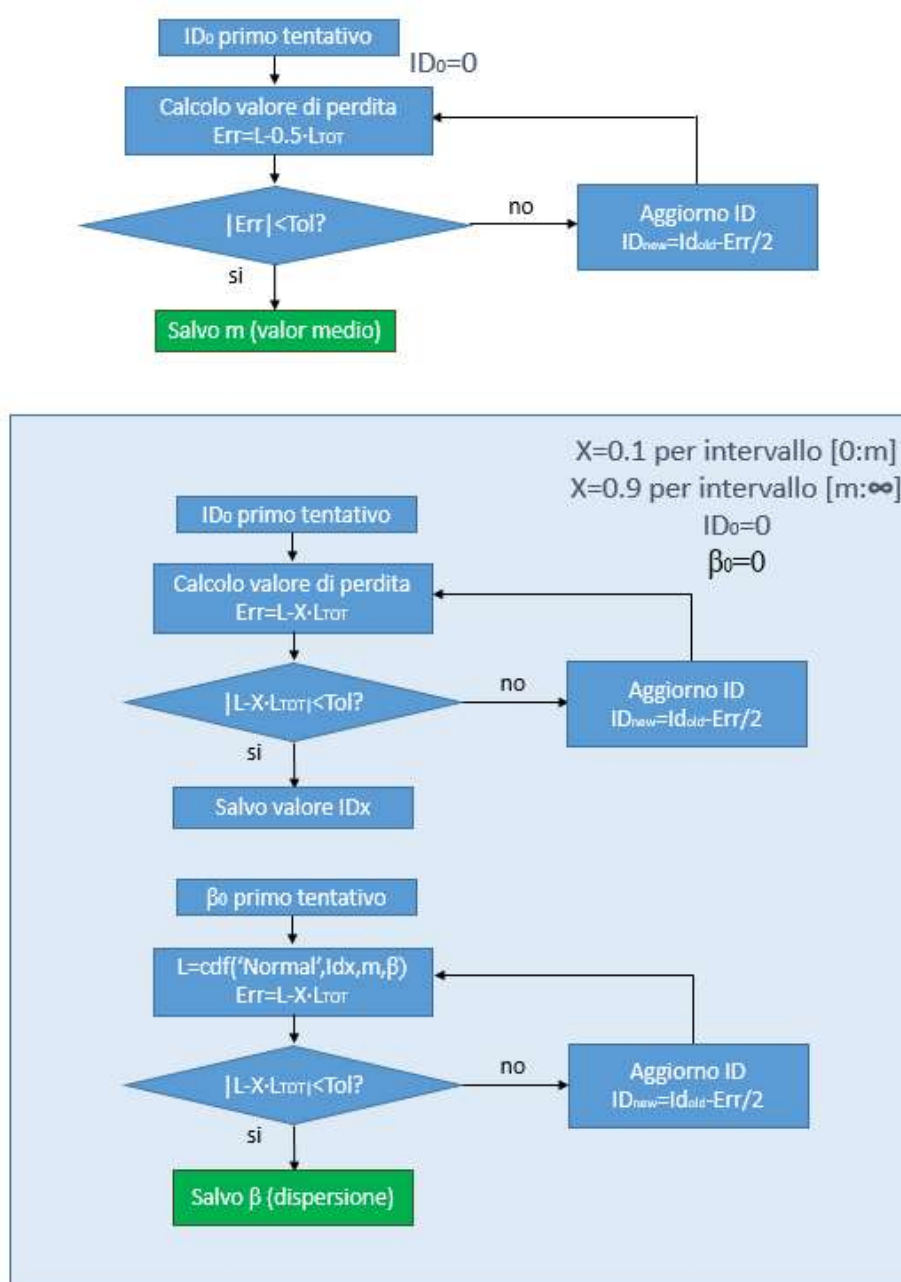 ID₀ primo tentativo
ID₀=0
Calcolo valore di perdita
Err=L-0.5·LTOT
|Err|<Tol?
no
Aggiorno ID
IDnew=Idold-Err/2
si
Salvo m (valor medio)
X=0.1 per intervallo [0:m]
X=0.9 per intervallo [m:∞]
ID₀=0
β₀=0
ID₀ primo tentativo
Calcolo valore di perdita
Err=L-X·LTOT
|L-X·LTOT|<Tol?
no
Aggiorno ID
IDnew=Idold-Err/2
si
Salvo valore IDx
β₀ primo tentativo
L=cdf('Normal',Idx,m,β)
Err=L-X·LTOT
|L-X·LTOT|<Tol?
no
Aggiorno ID
IDnew=Idold-Err/2
si
Salvo β (dispersione)